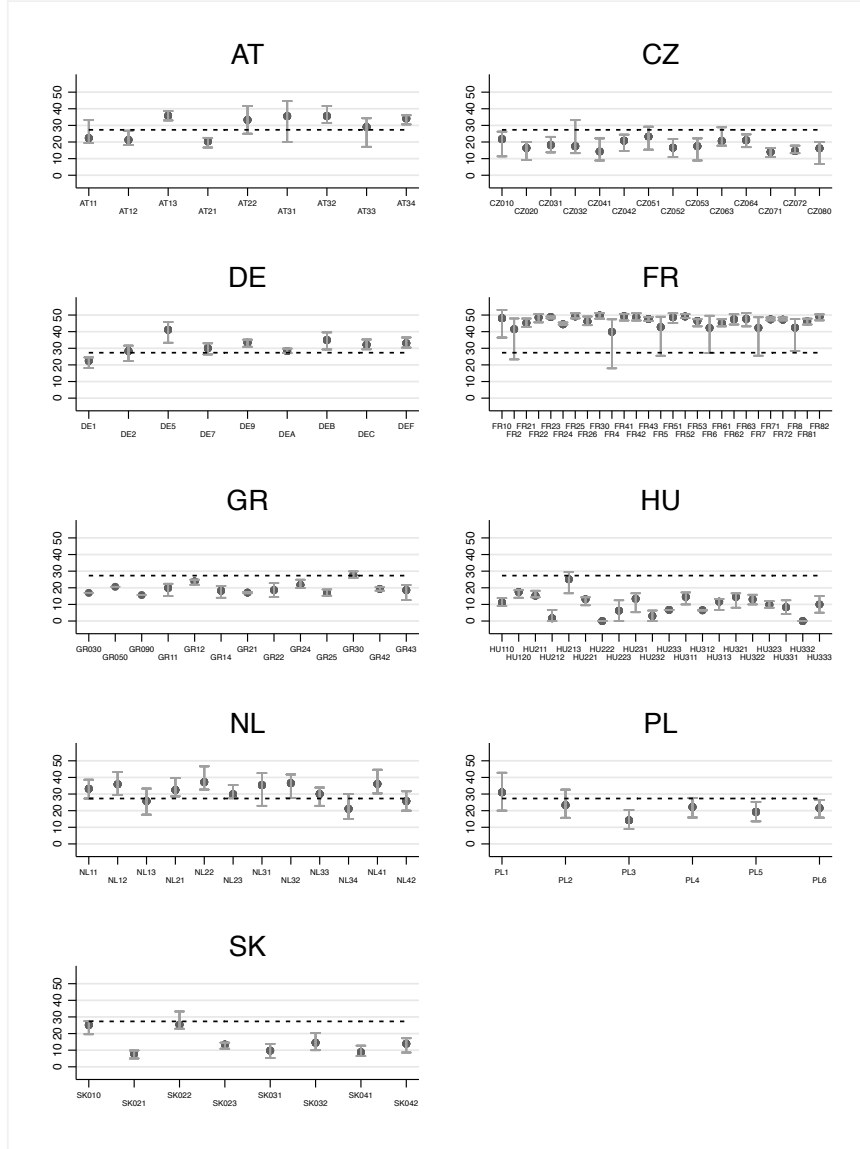 AT
0 10 20 30 40 50
AT11 AT12 AT13 AT21 AT22 AT31 AT32 AT33 AT34
CZ
0 10 20 30 40 50
CZ010 CZ020 CZ031 CZ032 CZ041 CZ042 CZ051 CZ052 CZ053 CZ063 CZ064 CZ071 CZ072 CZ080
DE
0 10 20 30 40 50
DE1 DE2 DE5 DE7 DE9 DEA DEB DEC DEF
FR
0 10 20 30 40 50
FR10 FR2 FR21 FR22 FR23 FR24 FR25 FR26 FR30 FR4 FR41 FR42 FR43 FR5 FR51 FR52 FR53 FR6 FR61 FR62 FR63 FR7 FR71 FR72 FR8 FR81 FR82
GR
0 10 20 30 40 50
GR030 GR050 GR090 GR11 GR12 GR14 GR21 GR22 GR24 GR25 GR30 GR42 GR43
HU
0 10 20 30 40 50
HU110 HU120 HU211 HU212 HU213 HU221 HU222 HU223 HU231 HU232 HU233 HU311 HU312 HU313 HU321 HU322 HU323 HU331 HU332 HU333
NL
0 10 20 30 40 50
NL11 NL12 NL13 NL21 NL22 NL23 NL31 NL32 NL33 NL34 NL41 NL42
PL
0 10 20 30 40 50
PL1 PL2 PL3 PL4 PL5 PL6
SK
0 10 20 30 40 50
SK010 SK021 SK022 SK023 SK031 SK032 SK041 SK042